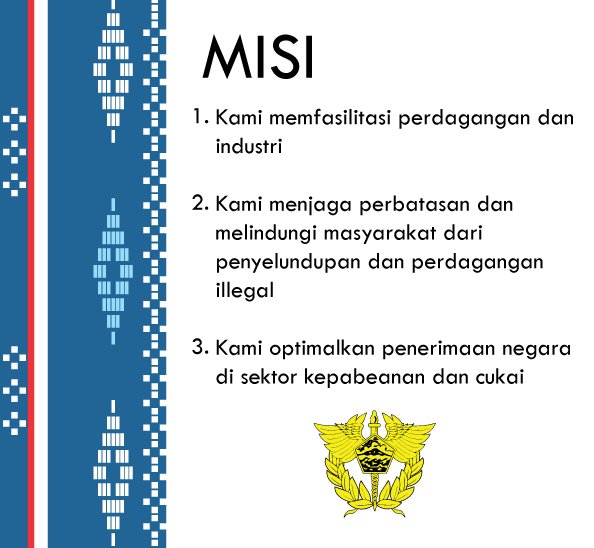 MISI
1. Kami memfasilitasi perdagangan dan
industri
2. Kami menjaga perbatasan dan
melindungi masyarakat dari
penyelundupan dan perdagangan
illegal
3. Kami optimalkan penerimaan negara
di sektor kepabeanan dan cukai